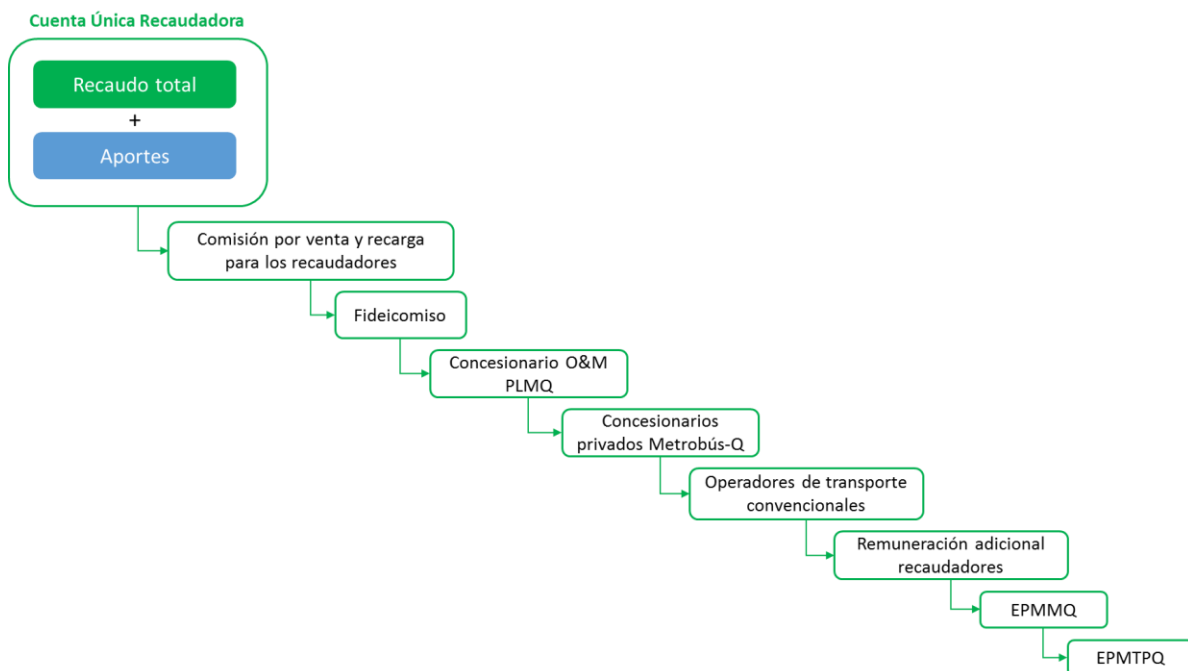 Cuenta Única Recaudadora
Recaudo total
+
Aportes
Comisión por venta y recarga
para los recaudadores
Fideicomiso
Concesionario O&M
PLMQ
Concesionarios
privados Metrobús-Q
Operadores de transporte
convencionales
Remuneración adicional
recaudadores
EPMMQ
EPMTPQ